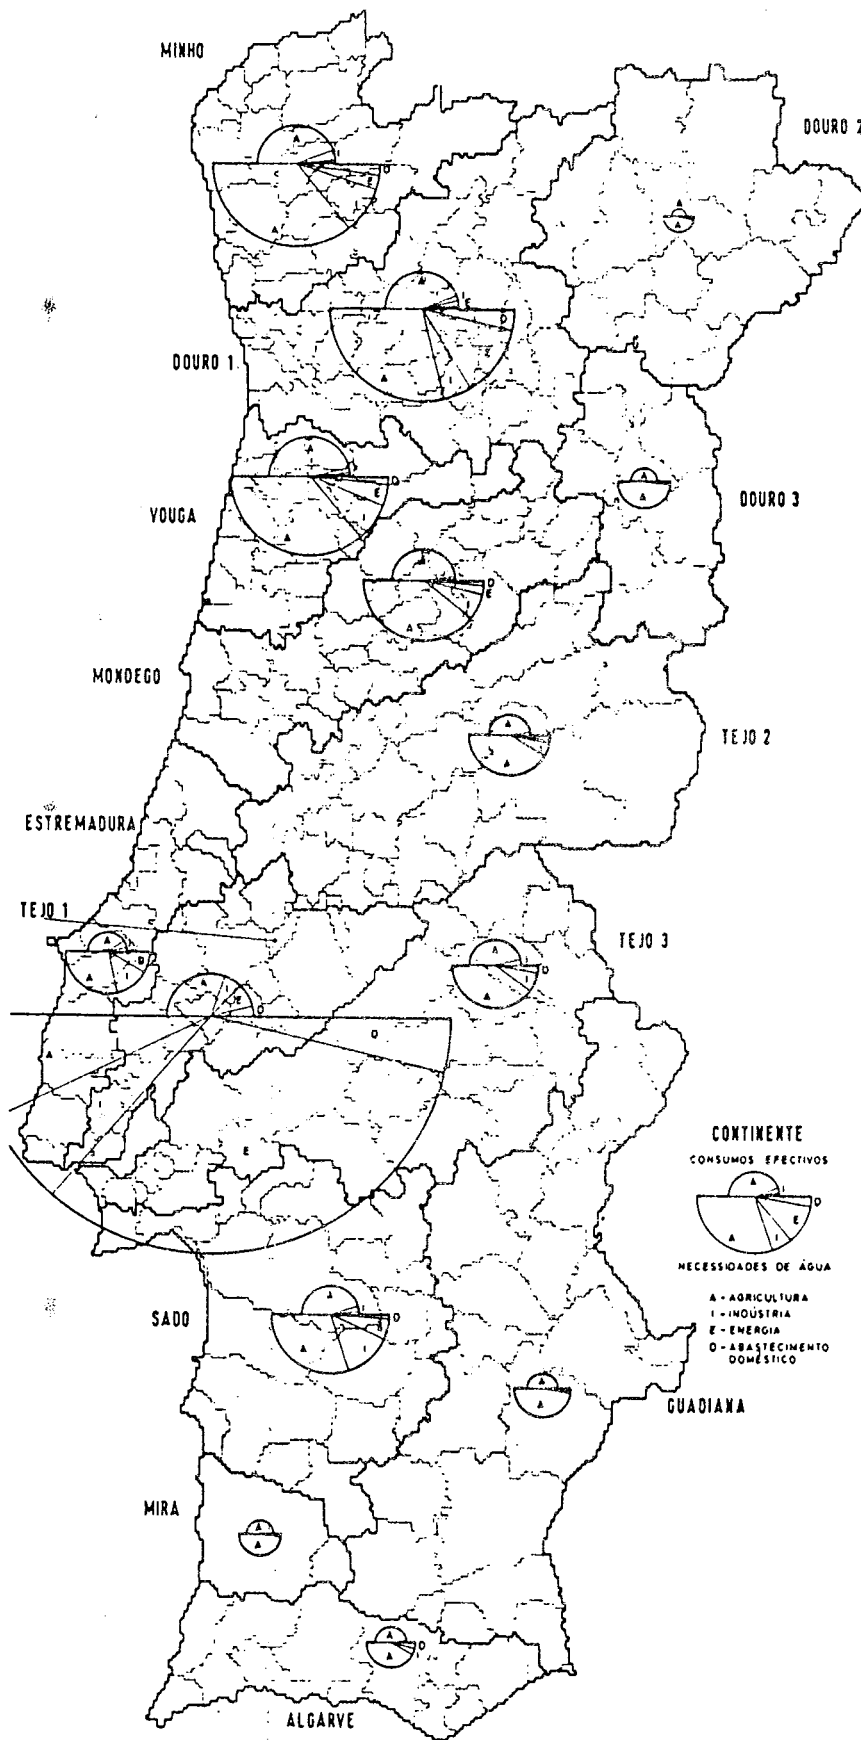 MINHO
DOURO 2
A
D
E
I
A
A
A
A
E
D
I
A
DOURO 1
A
D
E
I
A
VOUGA
A
A
DOURO 3
A
D
E
I
A
MONDEGO
A
A
TEJO 2
ESTREMADURA
TEJO 1
TEJO 3
A
D
A
I
A
D
A
I
A
I
E
D
D
A
I
E
CONTINENTE
CONSUMOS EFECTIVOS
A
I
D
E
A
I
NECESSIDADES DE ÁGUA
A - AGRICULTURA
I - INDÚSTRIA
E - ENERGIA
D - ABASTECIMENTO
DOMÉSTICO
SADO
A
I
D
E
A
I
A
A
GUADIANA
MIRA
A
A
A
D
A
ALGARVE